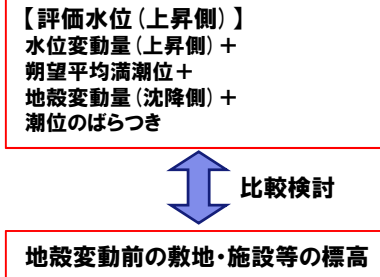 【評価水位(上昇側)】
水位変動量(上昇側)+
朔望平均満潮位+
地殻変動量(沈降側)+
潮位のばらつき
比較検討
地殻変動前の敷地・施設等の標高